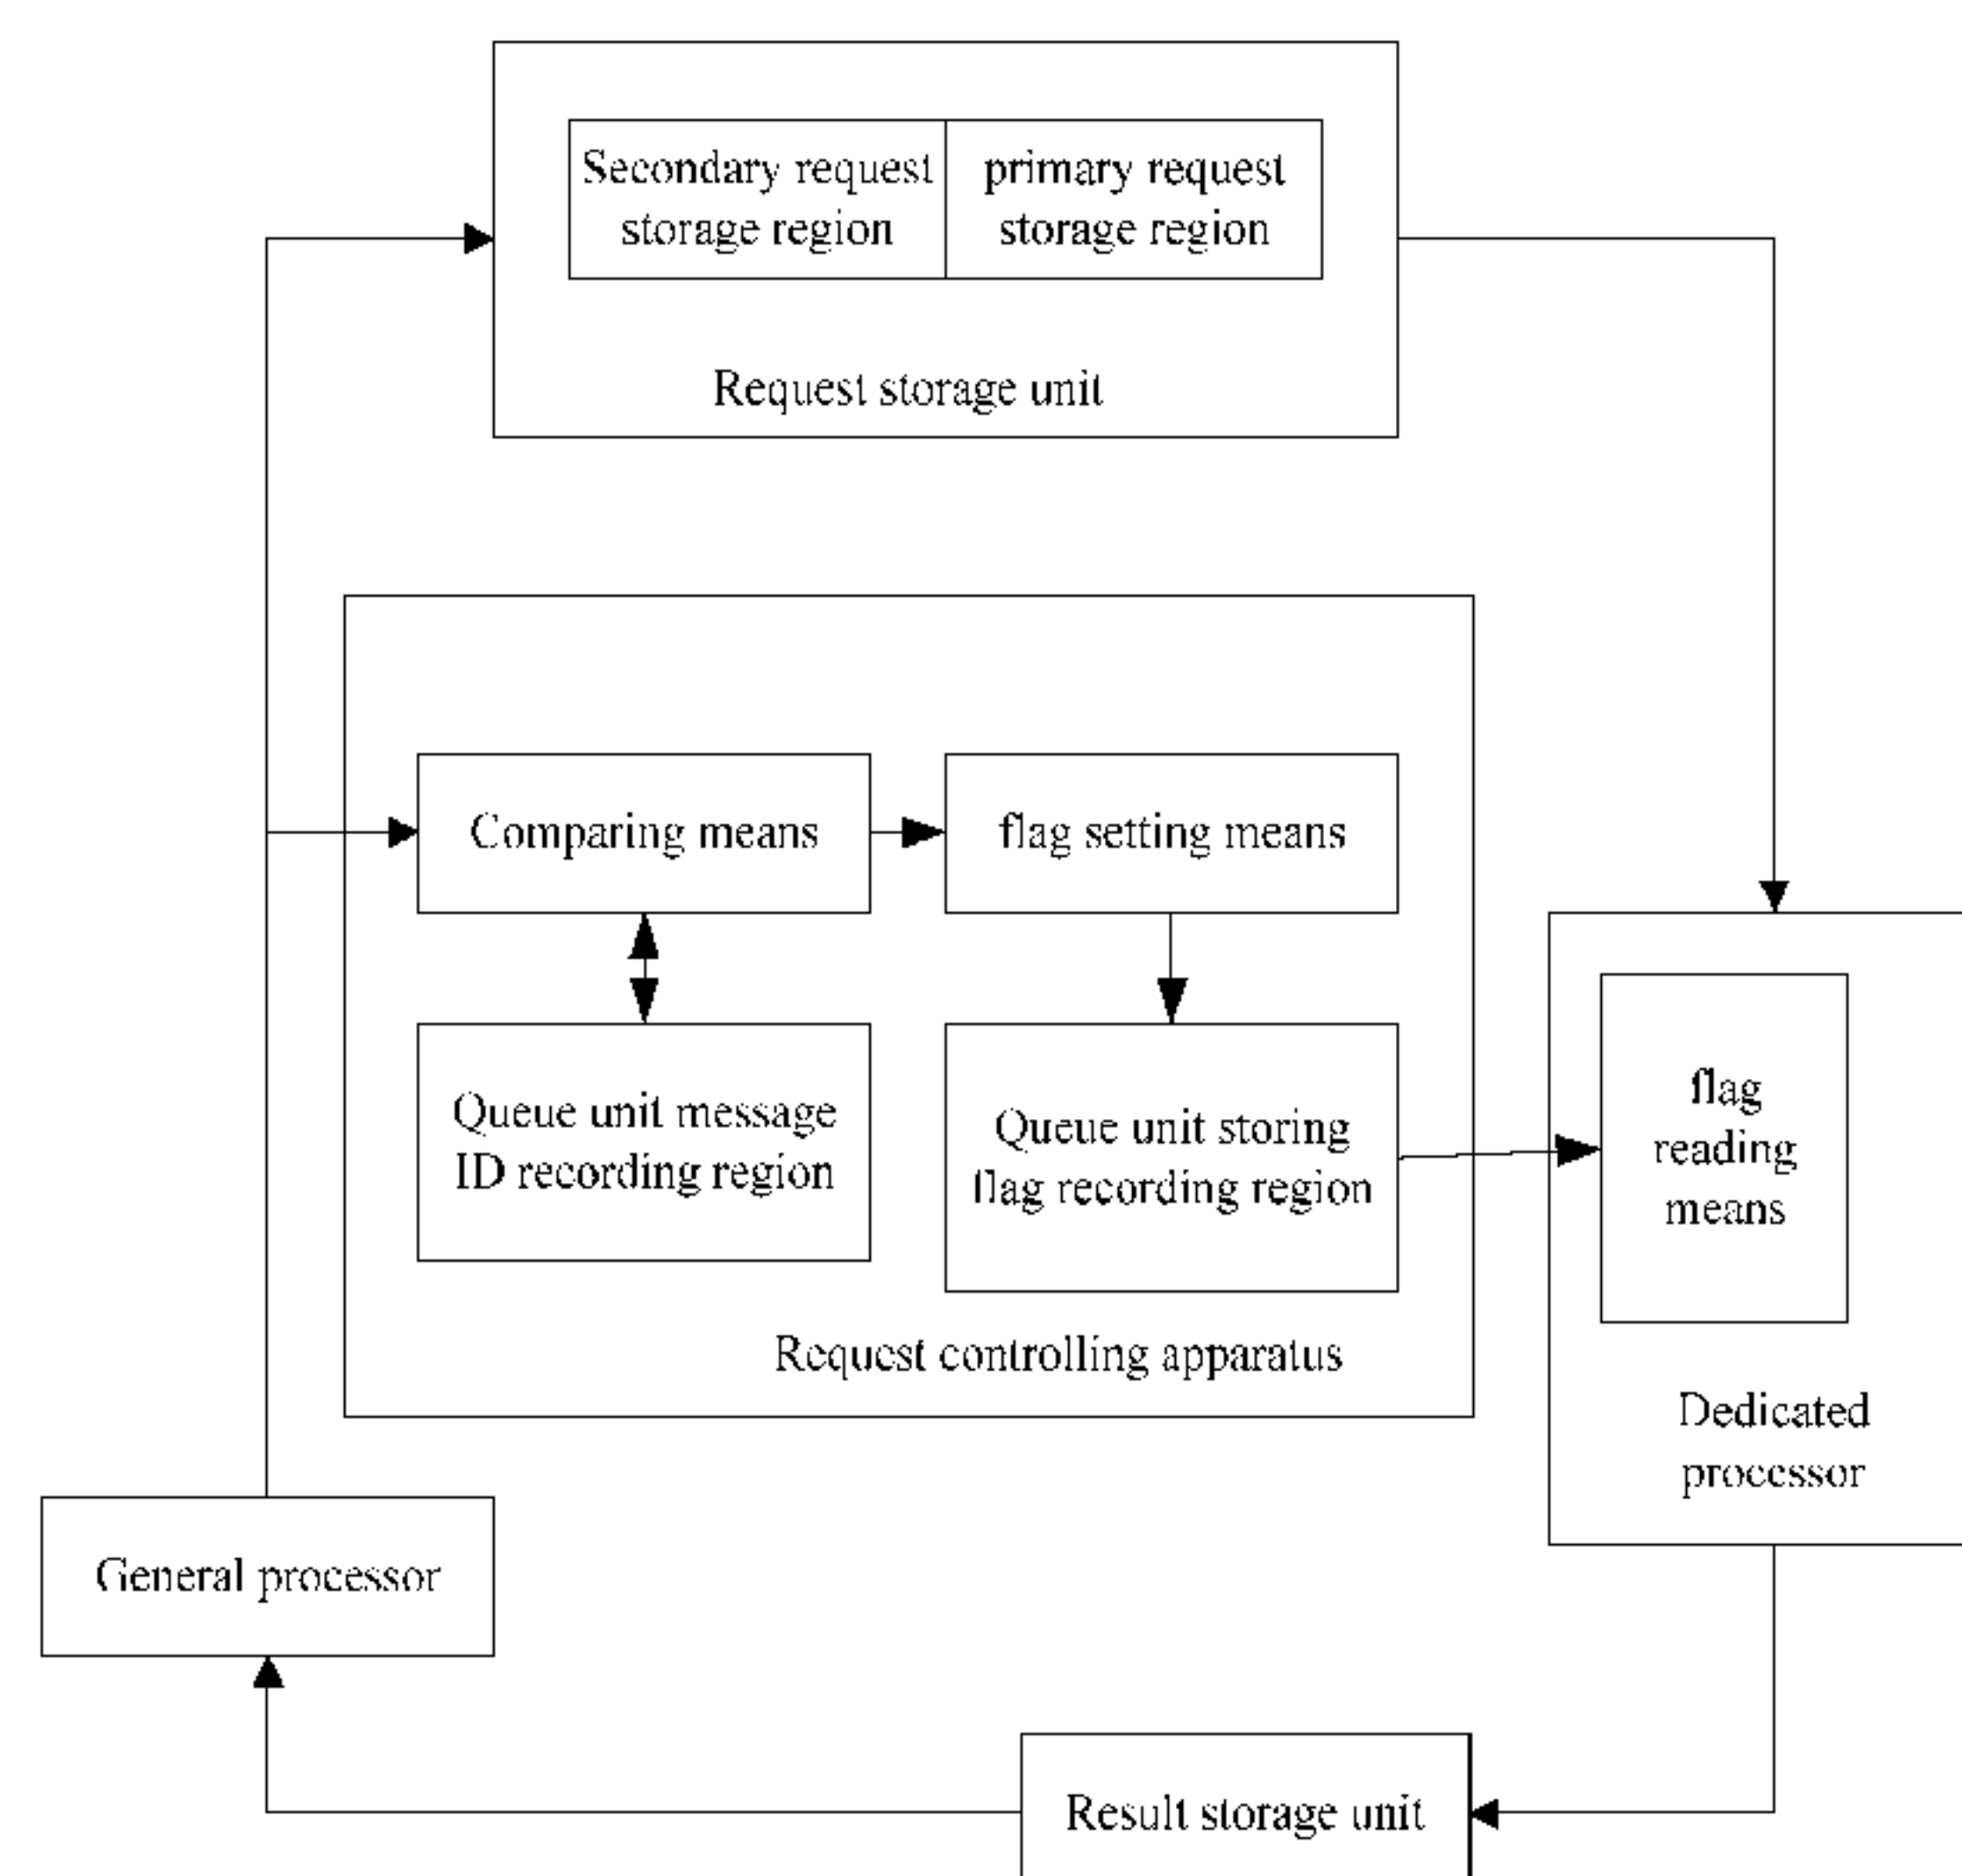 Secondary request
storage region
primary request
storage region
Request storage unit
Comparing means
flag setting means
Queue unit message
ID recording region
Queue unit storing
flag recording region
flag
reading
means
Request controlling apparatus
Dedicated
processor
General processor
Result storage unit